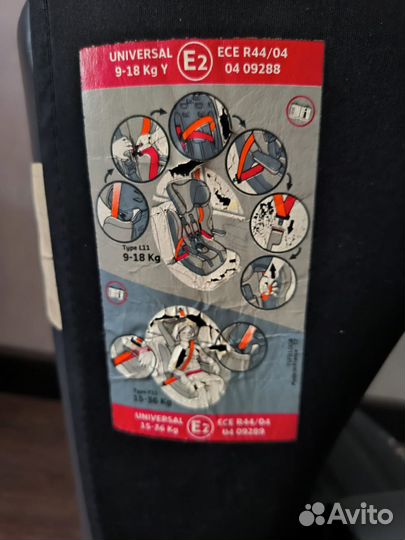 UNIVERSAL
9-18 Kg Y
E2
ECE R44/04
04 09288
Type L11
9-18 Kg
15-36 Kg
UNIVERSAL
15-36 Kg
E2
ECE R44/04
04 09289
Avito